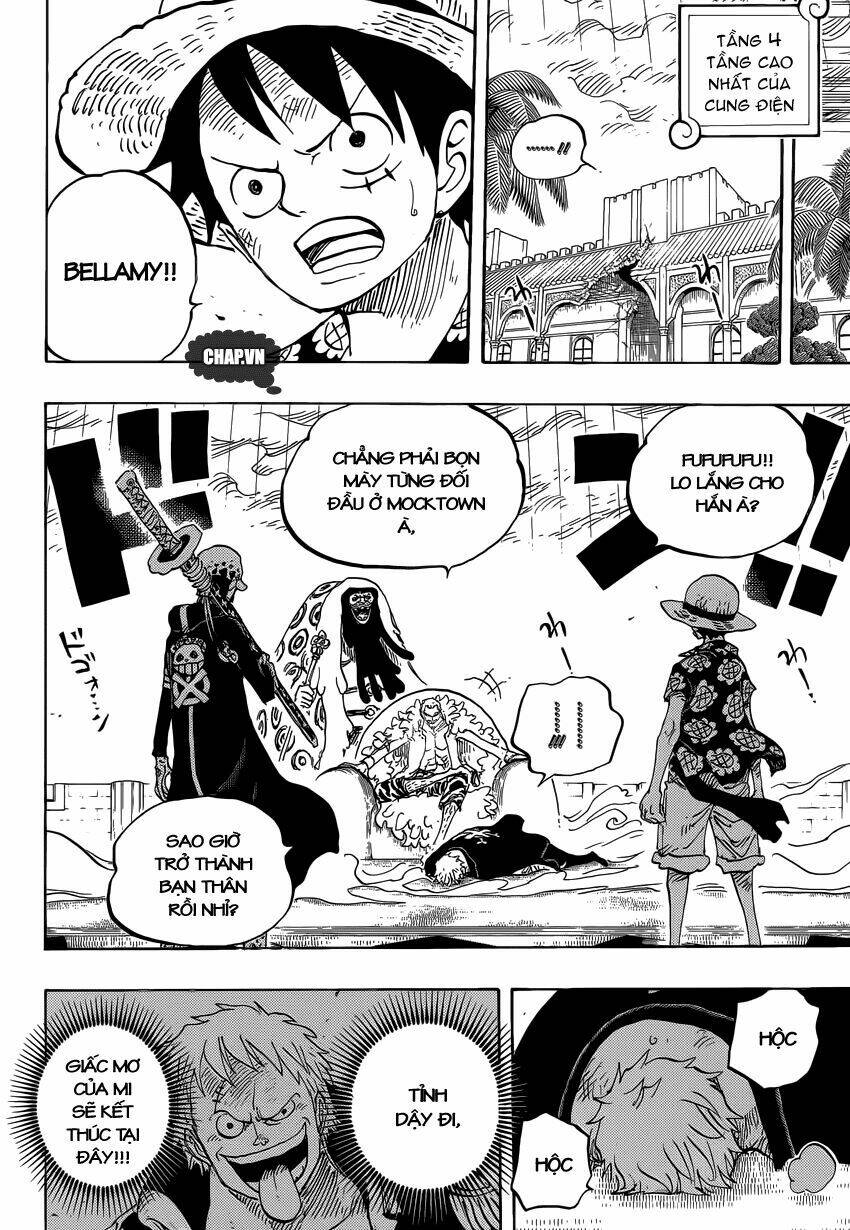 TẦNG 4
TẦNG CAO
NHẤT CỦA
CUNG ĐIỆN
BELLAMY!!
CHAP.VN
FUFUFUFU!!
LO LẮNG CHO
HẮN À?
CHẲNG PHẢI BỌN
MÀY TỪNG ĐỐI
ĐẦU Ở MOCKTOWN
À,
SAO GIỜ
TRỞ THÀNH
BẠN THÂN
RỒI NHỈ?
HỘC
HỘC
TỈNH
DẬY ĐI,
GIẤC MƠ
CỦA MI
SẼ KẾT
THÚC TẠI
ĐÂY!!!